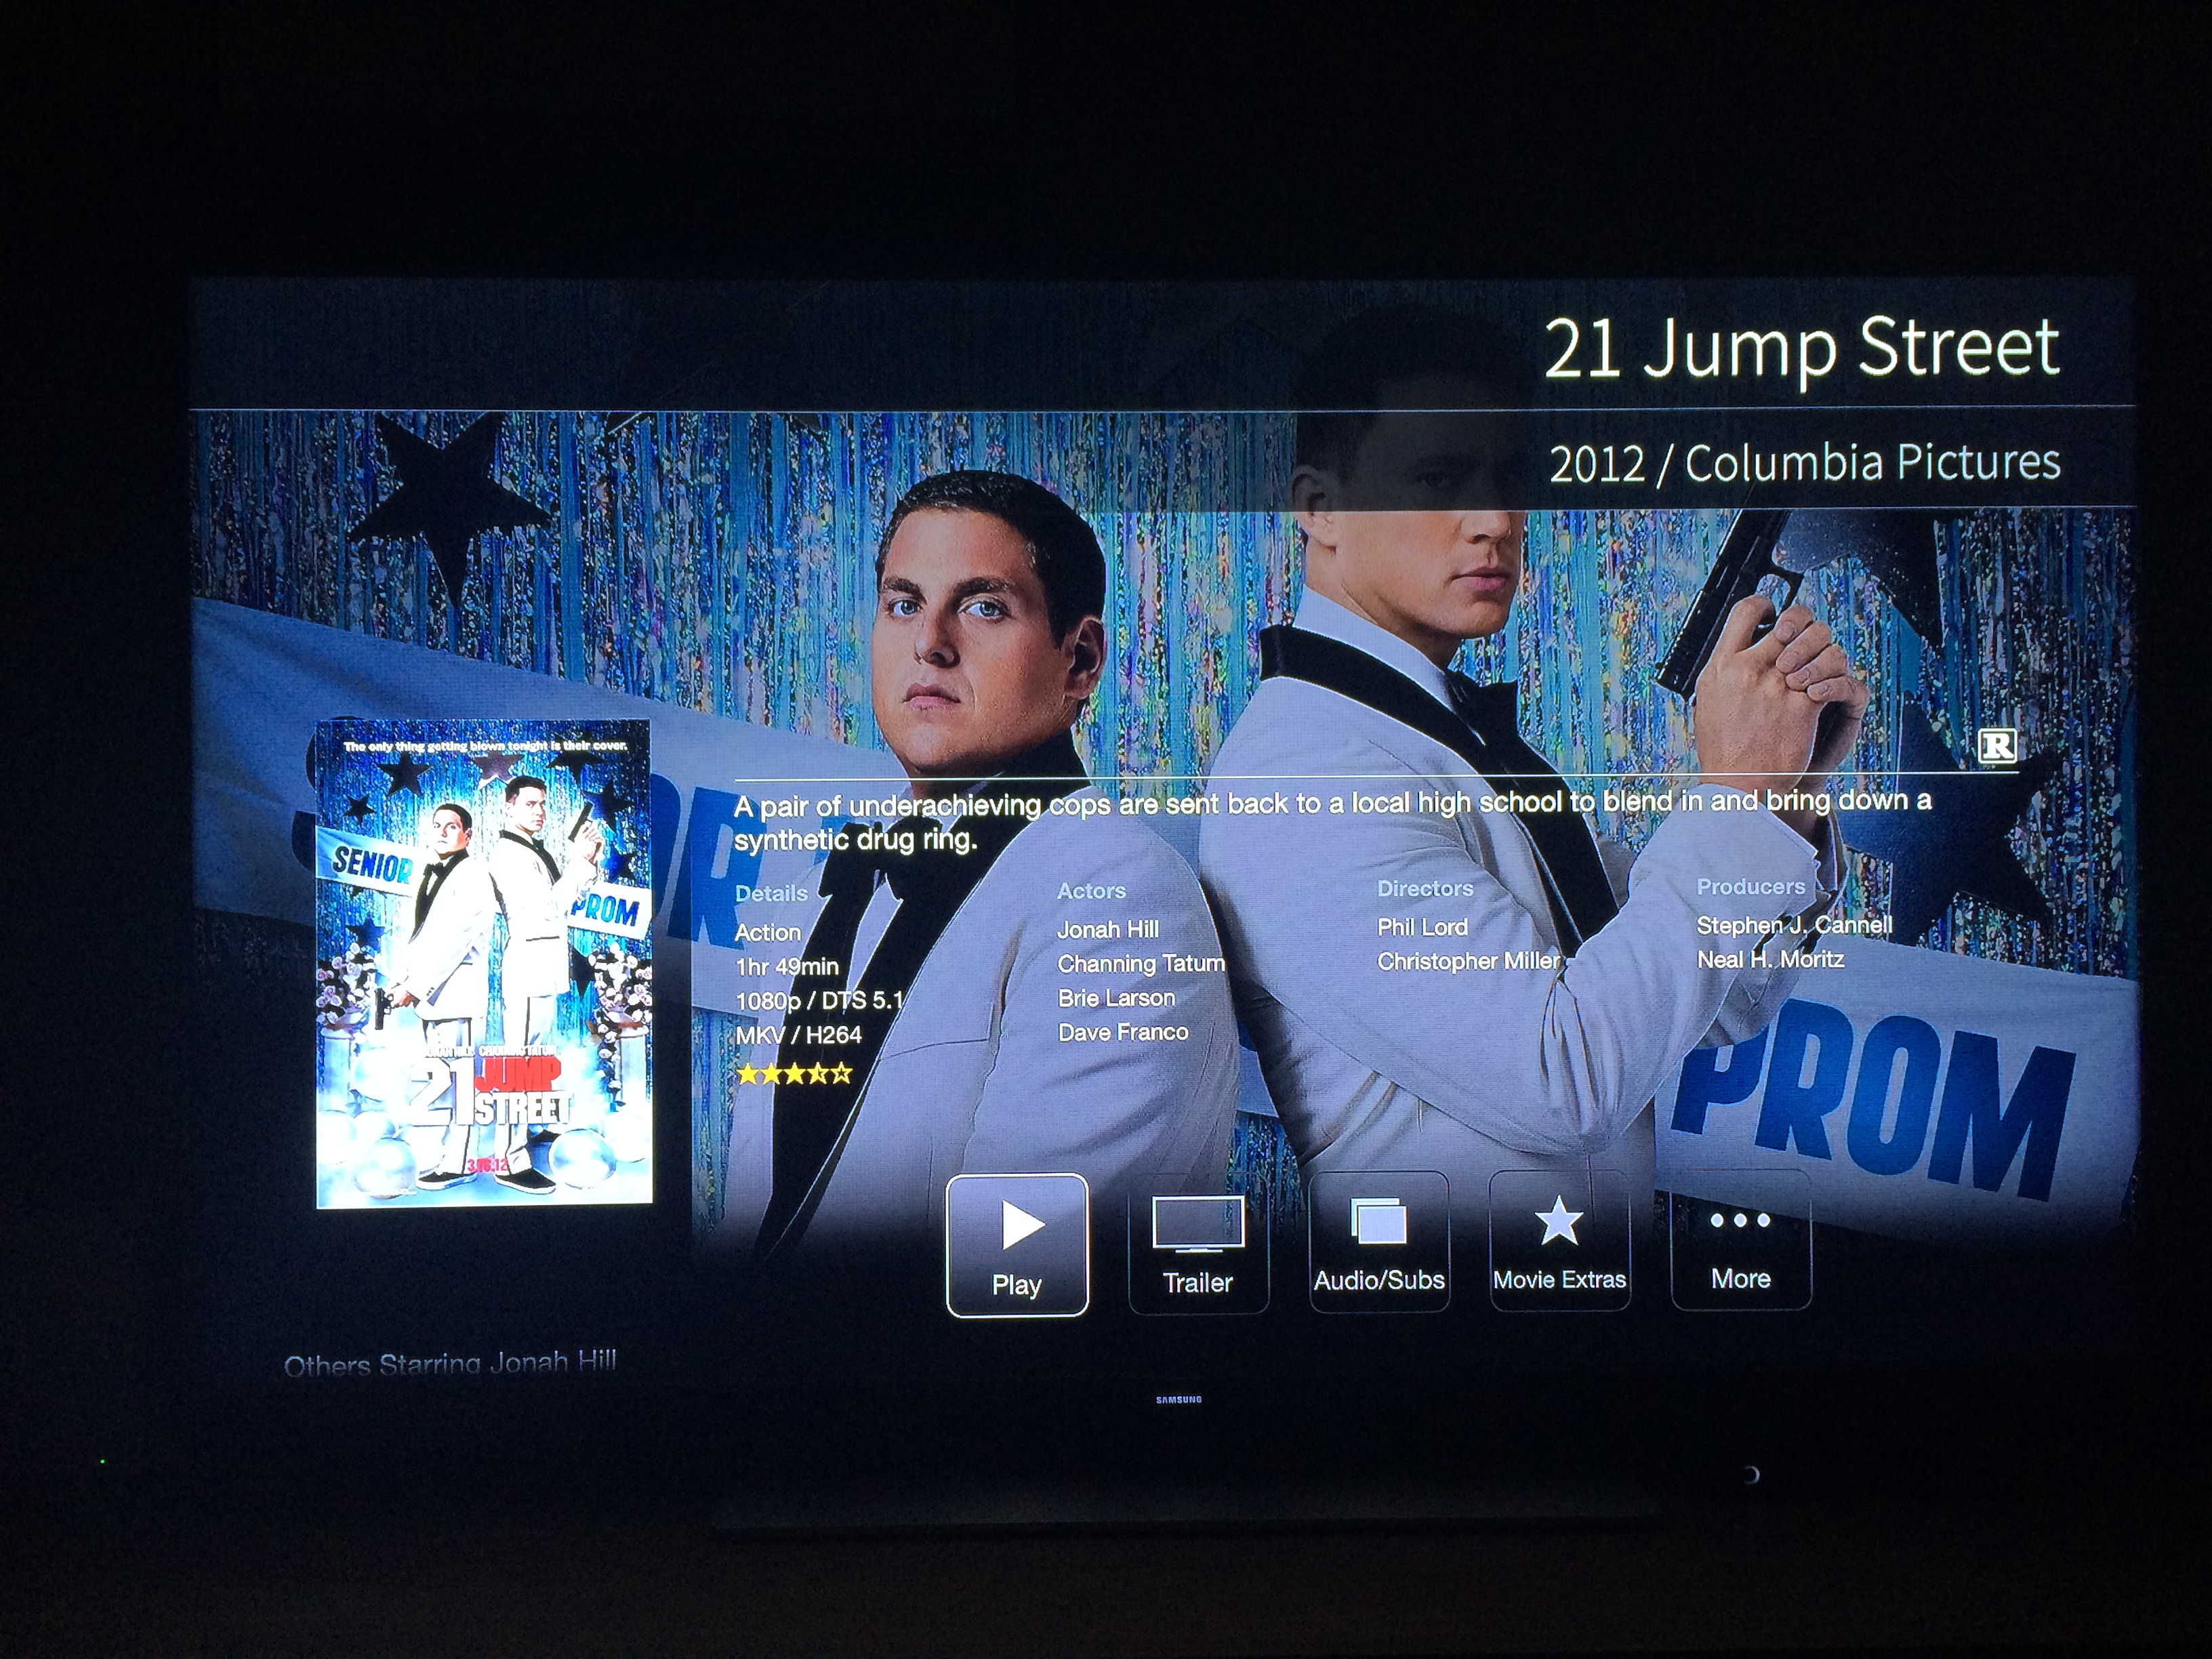 21 Jump Street
2012 / Columbia Pictures
R
The only thing getting blown tonight is their cover.
SENIOR
PROM
CHANNING TATUM
21 JUMP
STREET
3.16.12
OR
PROM
A pair of underachieving cops are sent back to a local high school to blend in and bring down a
synthetic drug ring.
Details
Action
1hr 49min
1080p / DTS 5.1
MKV / H264
Actors
Jonah Hill
Channing Tatum
Brie Larson
Dave Franco
Directors
Phil Lord
Christopher Miller
Producers
Stephen J. Cannell
Neal H. Moritz
Play
Trailer
Audio/Subs
Movie Extras
More
Others Starring Jonah Hill
SAMSUNG